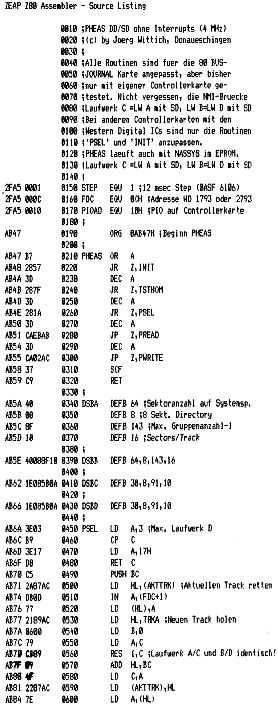 ZEAP Z80 Assembler - Source Listing
0010 ;PHEAS DD/SD ohne Interrupts (4 MHz)
0020 ;(c) by Joerg Wittich, Donaueschingen
0030 ;
0040 ;Alle Routinen sind fuer die 80 BUS-
0050 ;JOURNAL Karte angepasst, aber bisher
0060 ;nur mit eigener Controllerkarte ge-
0070 ;testet. Nicht vergessen, die NMI-Bruecke
0080 ;Laufwerk C =LW A mit SD, LW D=LW D mit SD
0090 ;Bei anderen Controllerkarten mit den
0100 ;Western Digital ICs sind nur die Routinen
0110 ;'PSEL' und 'INIT' anzupassen.
0120 ;PHEAS laeuft auch mit NASSYS im EPROM.
0130 ;Laufwerk C =LW A mit SD, LW D=LW D mit SD
0140 ;
2FA5 0001 0150 STEP EQU 1 ;12 msec Step (BASF 6106)
2FA5 000C 0160 FDC EQU 0CH ;Adresse WD 1793 oder 2793
2FA5 0010 0170 PIOAD EQU 10H ;PIO auf Controllerkarte
0180 ;
AB47 0190 ORG 0AB47H ;Beginn PHEAS
0200 ;
AB47 B7 0210 PHEAS OR A
AB48 2857 0220 JR Z,INIT
AB4A 3D 0230 DEC A
AB4B 287F 0240 JR Z,TSTHOM
AB4D 3D 0250 DEC A
AB4E 281A 0260 JR Z,PSEL
AB50 3D 0270 DEC A
AB51 CAEBAB 0280 JP Z,PREAD
AB54 3D 0290 DEC A
AB55 CA02AC 0300 JP Z,PWRITE
AB58 37 0310 SCF
AB59 C9 0320 RET
0330 ;
AB5A 40 0340 DSBA DEFB 64 ;Sektoranzahl auf Systemsp.
AB5B 08 0350 DEFB 8 ;8 Sekt. Directory
AB5C 8F 0360 DEFB 143 ;Max. Gruppenanzahl-1
AB5D 10 0370 DEFB 16 ;Sectors/Track
0380 ;
AB5E 40088F10 0390 DSBB DEFB 64,8,143,16
0400 ;
AB62 1E085B0A 0410 DSBC DEFB 30,8,91,10
0420 ;
AB66 1E085B0A 0430 DSBD DEFB 30,8,91,10
0440 ;
AB6A 3E03 0450 PSEL LD A,3 ;Max. Laufwerk D
AB6C B9 0460 CP C
AB6D 3E17 0470 LD A,17H
AB6F D8 0480 RET C
AB70 C5 0490 PUSH BC
AB71 2A87AC 0500 LD HL,(AKTTRK) ;Aktuellen Track retten
AB74 DB0D 0510 IN A,(FDC+1)
AB76 77 0520 LD (HL),A
AB77 2189AC 0530 LD HL,TRKA ;Neuen Track holen
AB7A 0600 0540 LD B,0
AB7C 79 0550 LD A,C
AB7D CB89 0560 RES 1,C ;Laufwerk A/C und B/D identisch!
AB7F 09 0570 ADD HL,BC
AB80 4F 0580 LD C,A
AB81 2287AC 0590 LD (AKTTRK),HL
AB84 7E 0600 LD A,(HL)